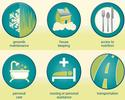 grounds
maintenance
house
keeping
access to
nutrition
personal
care
nursing or personal
assistance
transportation